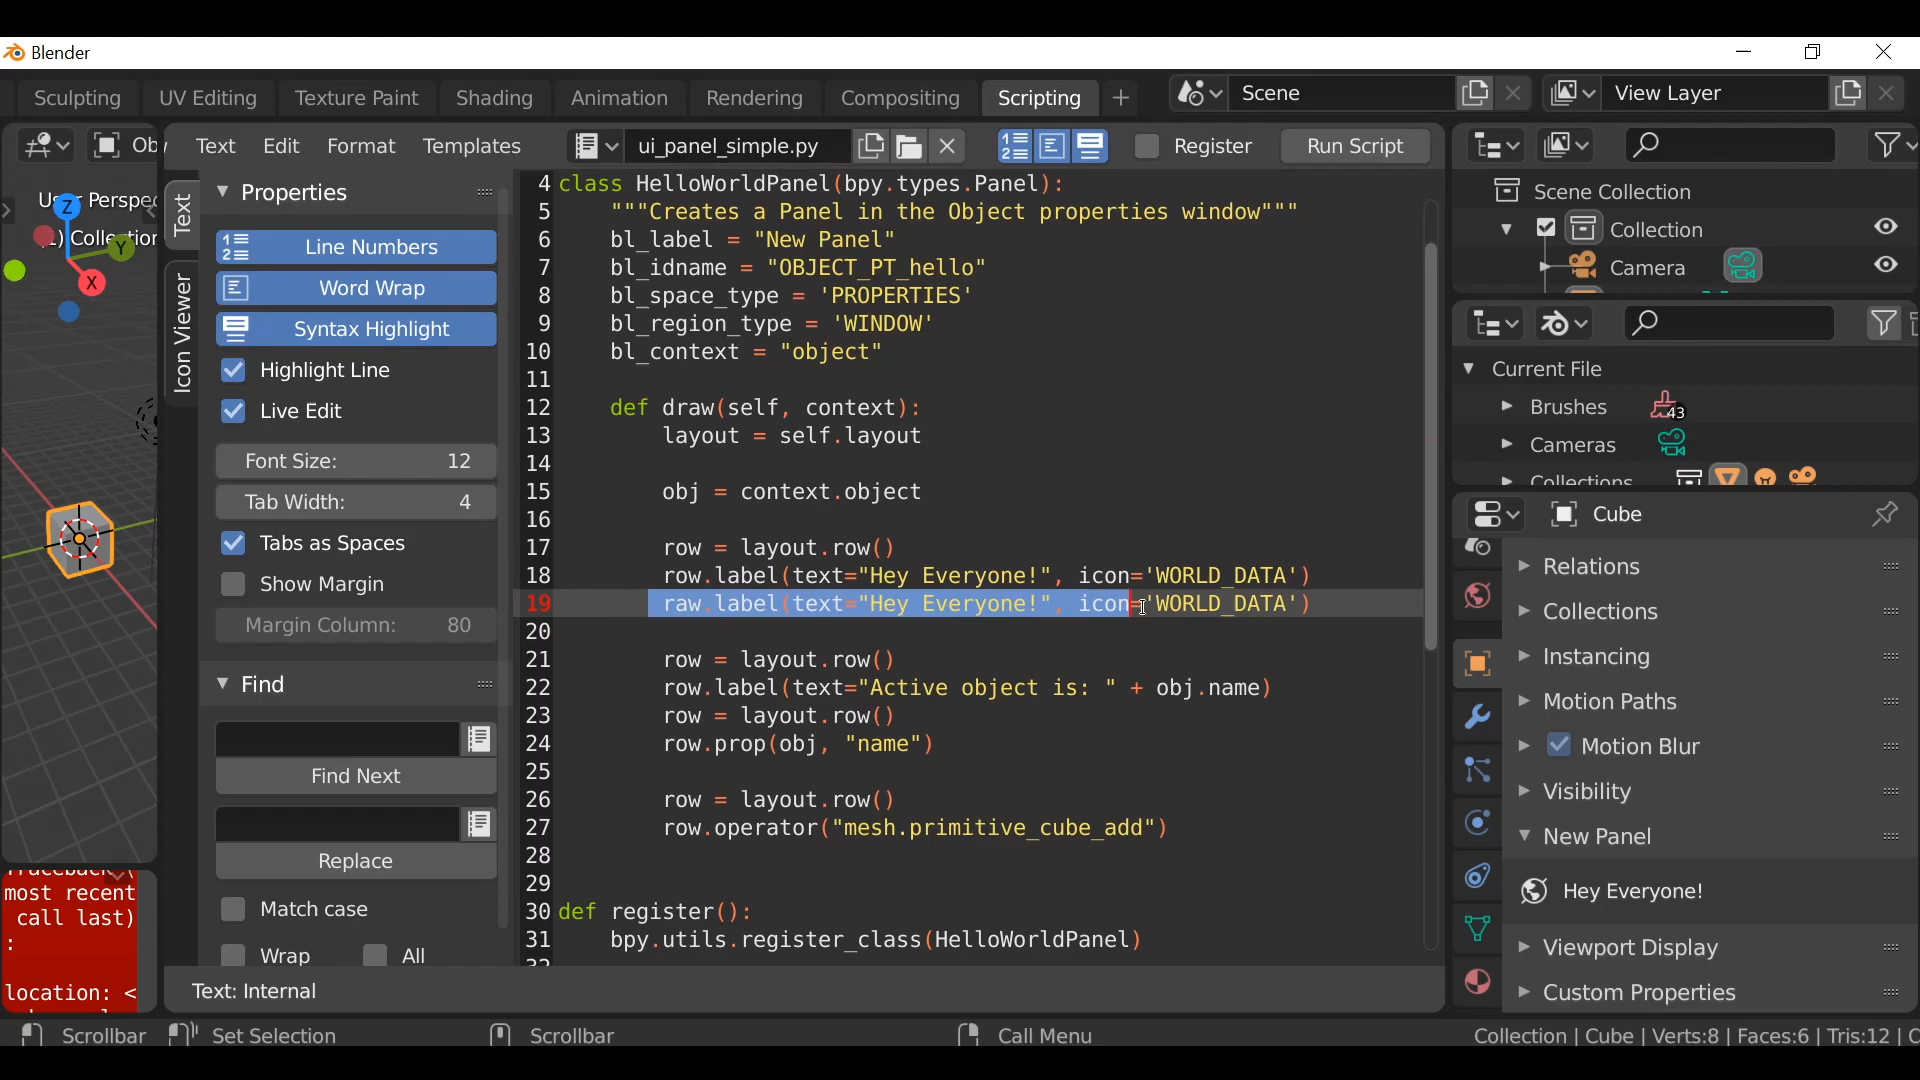 Blender
Sculpting UV Editing Texture Paint Shading Animation Rendering Compositing Scripting + Scene View Layer
Text Edit Format Templates ui_panel_simple.py Register Run Script
User Perspec
(1) Collection
Z
Y
X
Text
Icon Viewer
Properties
Line Numbers
Word Wrap
Syntax Highlight
Highlight Line
Live Edit
Font Size: 12
Tab Width: 4
Tabs as Spaces
Show Margin
Margin Column: 80
Find
Find Next
Replace
Match case
Wrap All
4 class HelloWorldPanel(bpy.types.Panel):
5 """Creates a Panel in the Object properties window"""
6 bl_label = "New Panel"
7 bl_idname = "OBJECT_PT_hello"
8 bl_space_type = 'PROPERTIES'
9 bl_region_type = 'WINDOW'
10 bl_context = "object"
11
12 def draw(self, context):
13 layout = self.layout
14
15 obj = context.object
16
17 row = layout.row()
18 row.label(text="Hey Everyone!", icon='WORLD_DATA')
19 raw.label(text="Hey Everyone!", icon='WORLD_DATA')
20
21 row = layout.row()
22 row.label(text="Active object is: " + obj.name)
23 row = layout.row()
24 row.prop(obj, "name")
25
26 row = layout.row()
27 row.operator("mesh.primitive_cube_add")
28
29
30 def register():
31 bpy.utils.register_class(HelloWorldPanel)
Text: Internal
most recent
call last)
:
location: <
Scene Collection
Collection
Camera
Current File
Brushes 43
Cameras
Collections
Cube
Relations
Collections
Instancing
Motion Paths
Motion Blur
Visibility
New Panel
Hey Everyone!
Viewport Display
Custom Properties
Scrollbar Set Selection Scrollbar Call Menu Collection | Cube | Verts:8 | Faces:6 | Tris:12 |